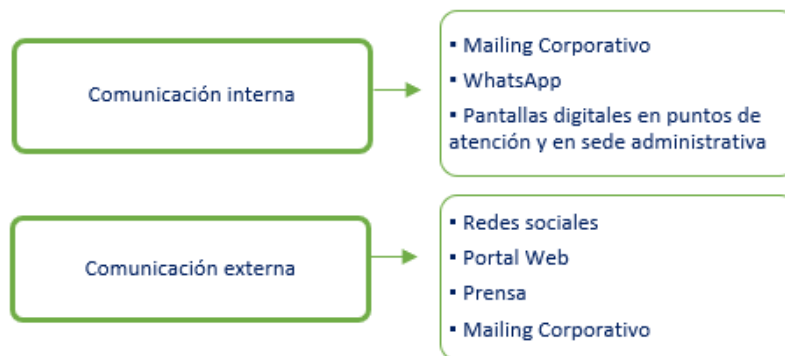 Comunicación interna
▪ Mailing Corporativo
▪ WhatsApp
▪ Pantallas digitales en puntos de
atención y en sede administrativa
Comunicación externa
▪ Redes sociales
▪ Portal Web
▪ Prensa
▪ Mailing Corporativo